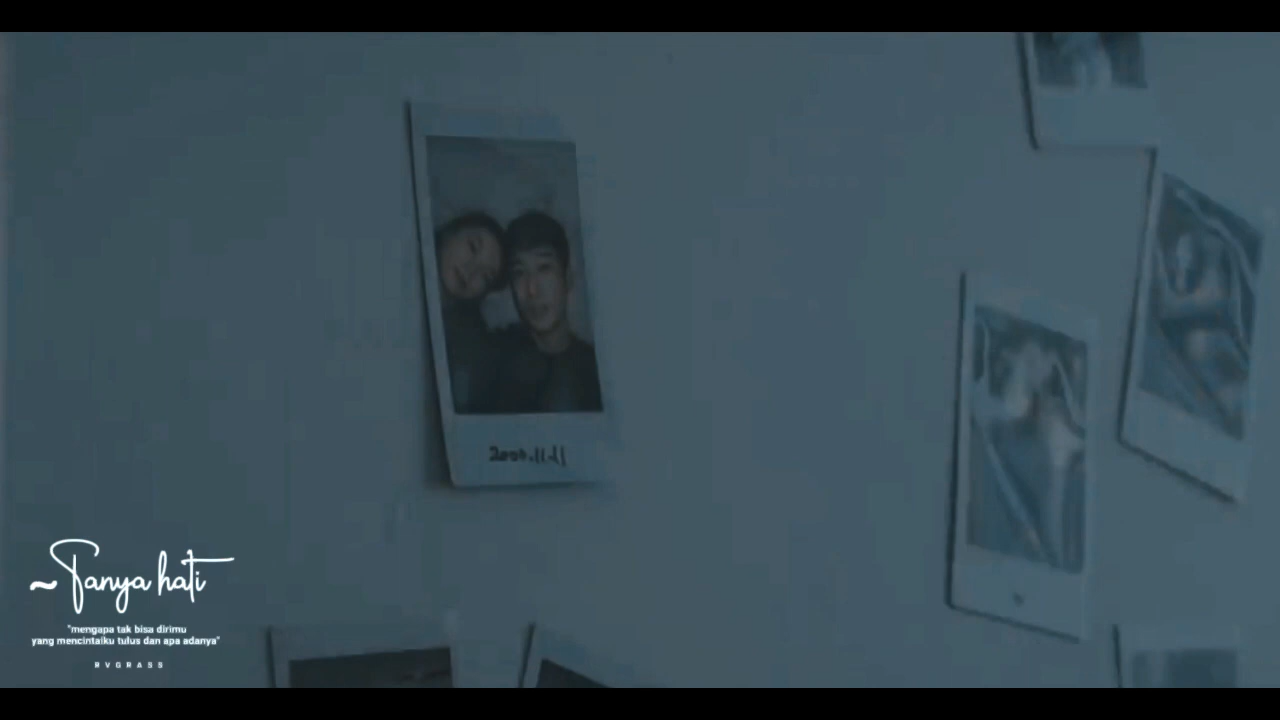 ~Tanya hati
"mengapa tak bisa dirimu
yang mencintaiku tulus dan apa adanya"
RVGRASS